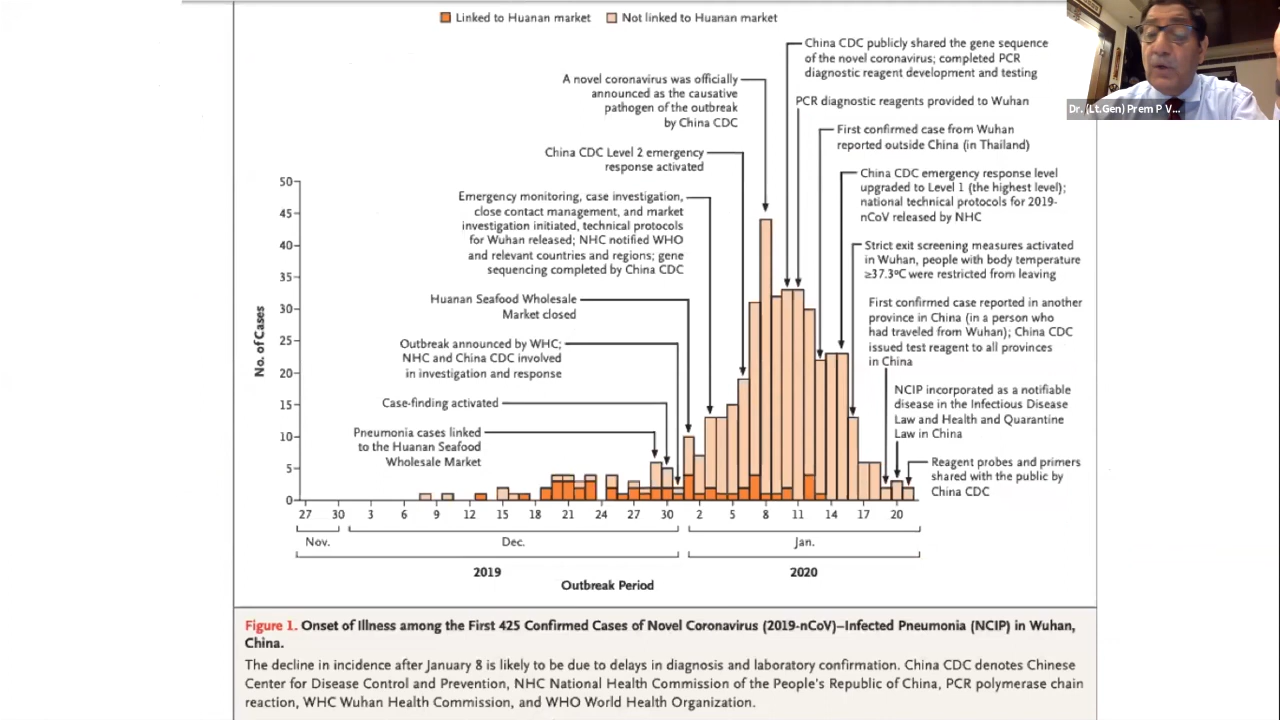 Linked to Huanan market
Not linked to Huanan market
Dr. (Lt.Gen) Prem P V...
China CDC publicly shared the gene sequence
of the novel coronavirus; completed PCR
diagnostic reagent development and testing
A novel coronavirus was officially
announced as the causative
pathogen of the outbreak
by China CDC
PCR diagnostic reagents provided to Wuhan
First confirmed case from Wuhan
reported outside China (in Thailand)
China CDC Level 2 emergency
response activated
China CDC emergency response level
upgraded to Level 1 (the highest level);
national technical protocols for 2019-
nCoV released by NHC
Emergency monitoring, case investigation,
close contact management, and market
investigation initiated, technical protocols
for Wuhan released; NHC notified WHO
and relevant countries and regions; gene
sequencing completed by China CDC
Strict exit screening measures activated
in Wuhan, people with body temperature
≥37.3ºC were restricted from leaving
Huanan Seafood Wholesale
Market closed
First confirmed case reported in another
province in China (in a person who
had traveled from Wuhan); China CDC
issued test reagent to all provinces
in China
Outbreak announced by WHC;
NHC and China CDC involved
in investigation and response
Case-finding activated
NCIP incorporated as a notifiable
disease in the Infectious Disease
Law and Health and Quarantine
Law in China
Pneumonia cases linked
to the Huanan Seafood
Wholesale Market
Reagent probes and primers
shared with the public by
China CDC
No. of Cases
50
45
40
35
30
25
20
15
10
5
0
27 30 3 6 9 12 15 18 21 24 27 30 2 5 8 11 14 17 20
Nov. Dec. Jan.
2019 2020
Outbreak Period
Figure 1. Onset of Illness among the First 425 Confirmed Cases of Novel Coronavirus (2019-nCoV)–Infected Pneumonia (NCIP) in Wuhan,
China.
The decline in incidence after January 8 is likely to be due to delays in diagnosis and laboratory confirmation. China CDC denotes Chinese
Center for Disease Control and Prevention, NHC National Health Commission of the People's Republic of China, PCR polymerase chain
reaction, WHC Wuhan Health Commission, and WHO World Health Organization.